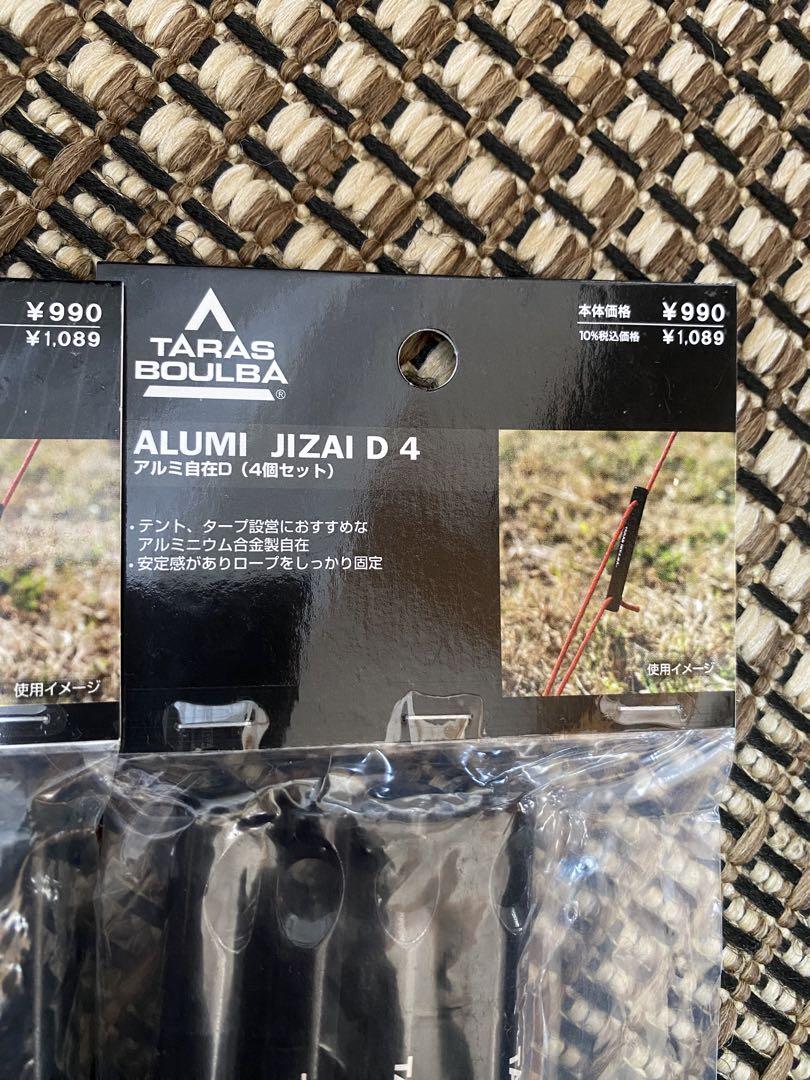 ¥990
¥1,089
使用イメージ
TARAS
BOULBA
®
本体価格 ¥990
10%税込価格 ¥1,089
ALUMI JIZAI D 4
アルミ自在D（4個セット）
・テント、タープ設営におすすめな
アルミニウム合金製自在
・安定感がありロープをしっかり固定
使用イメージ